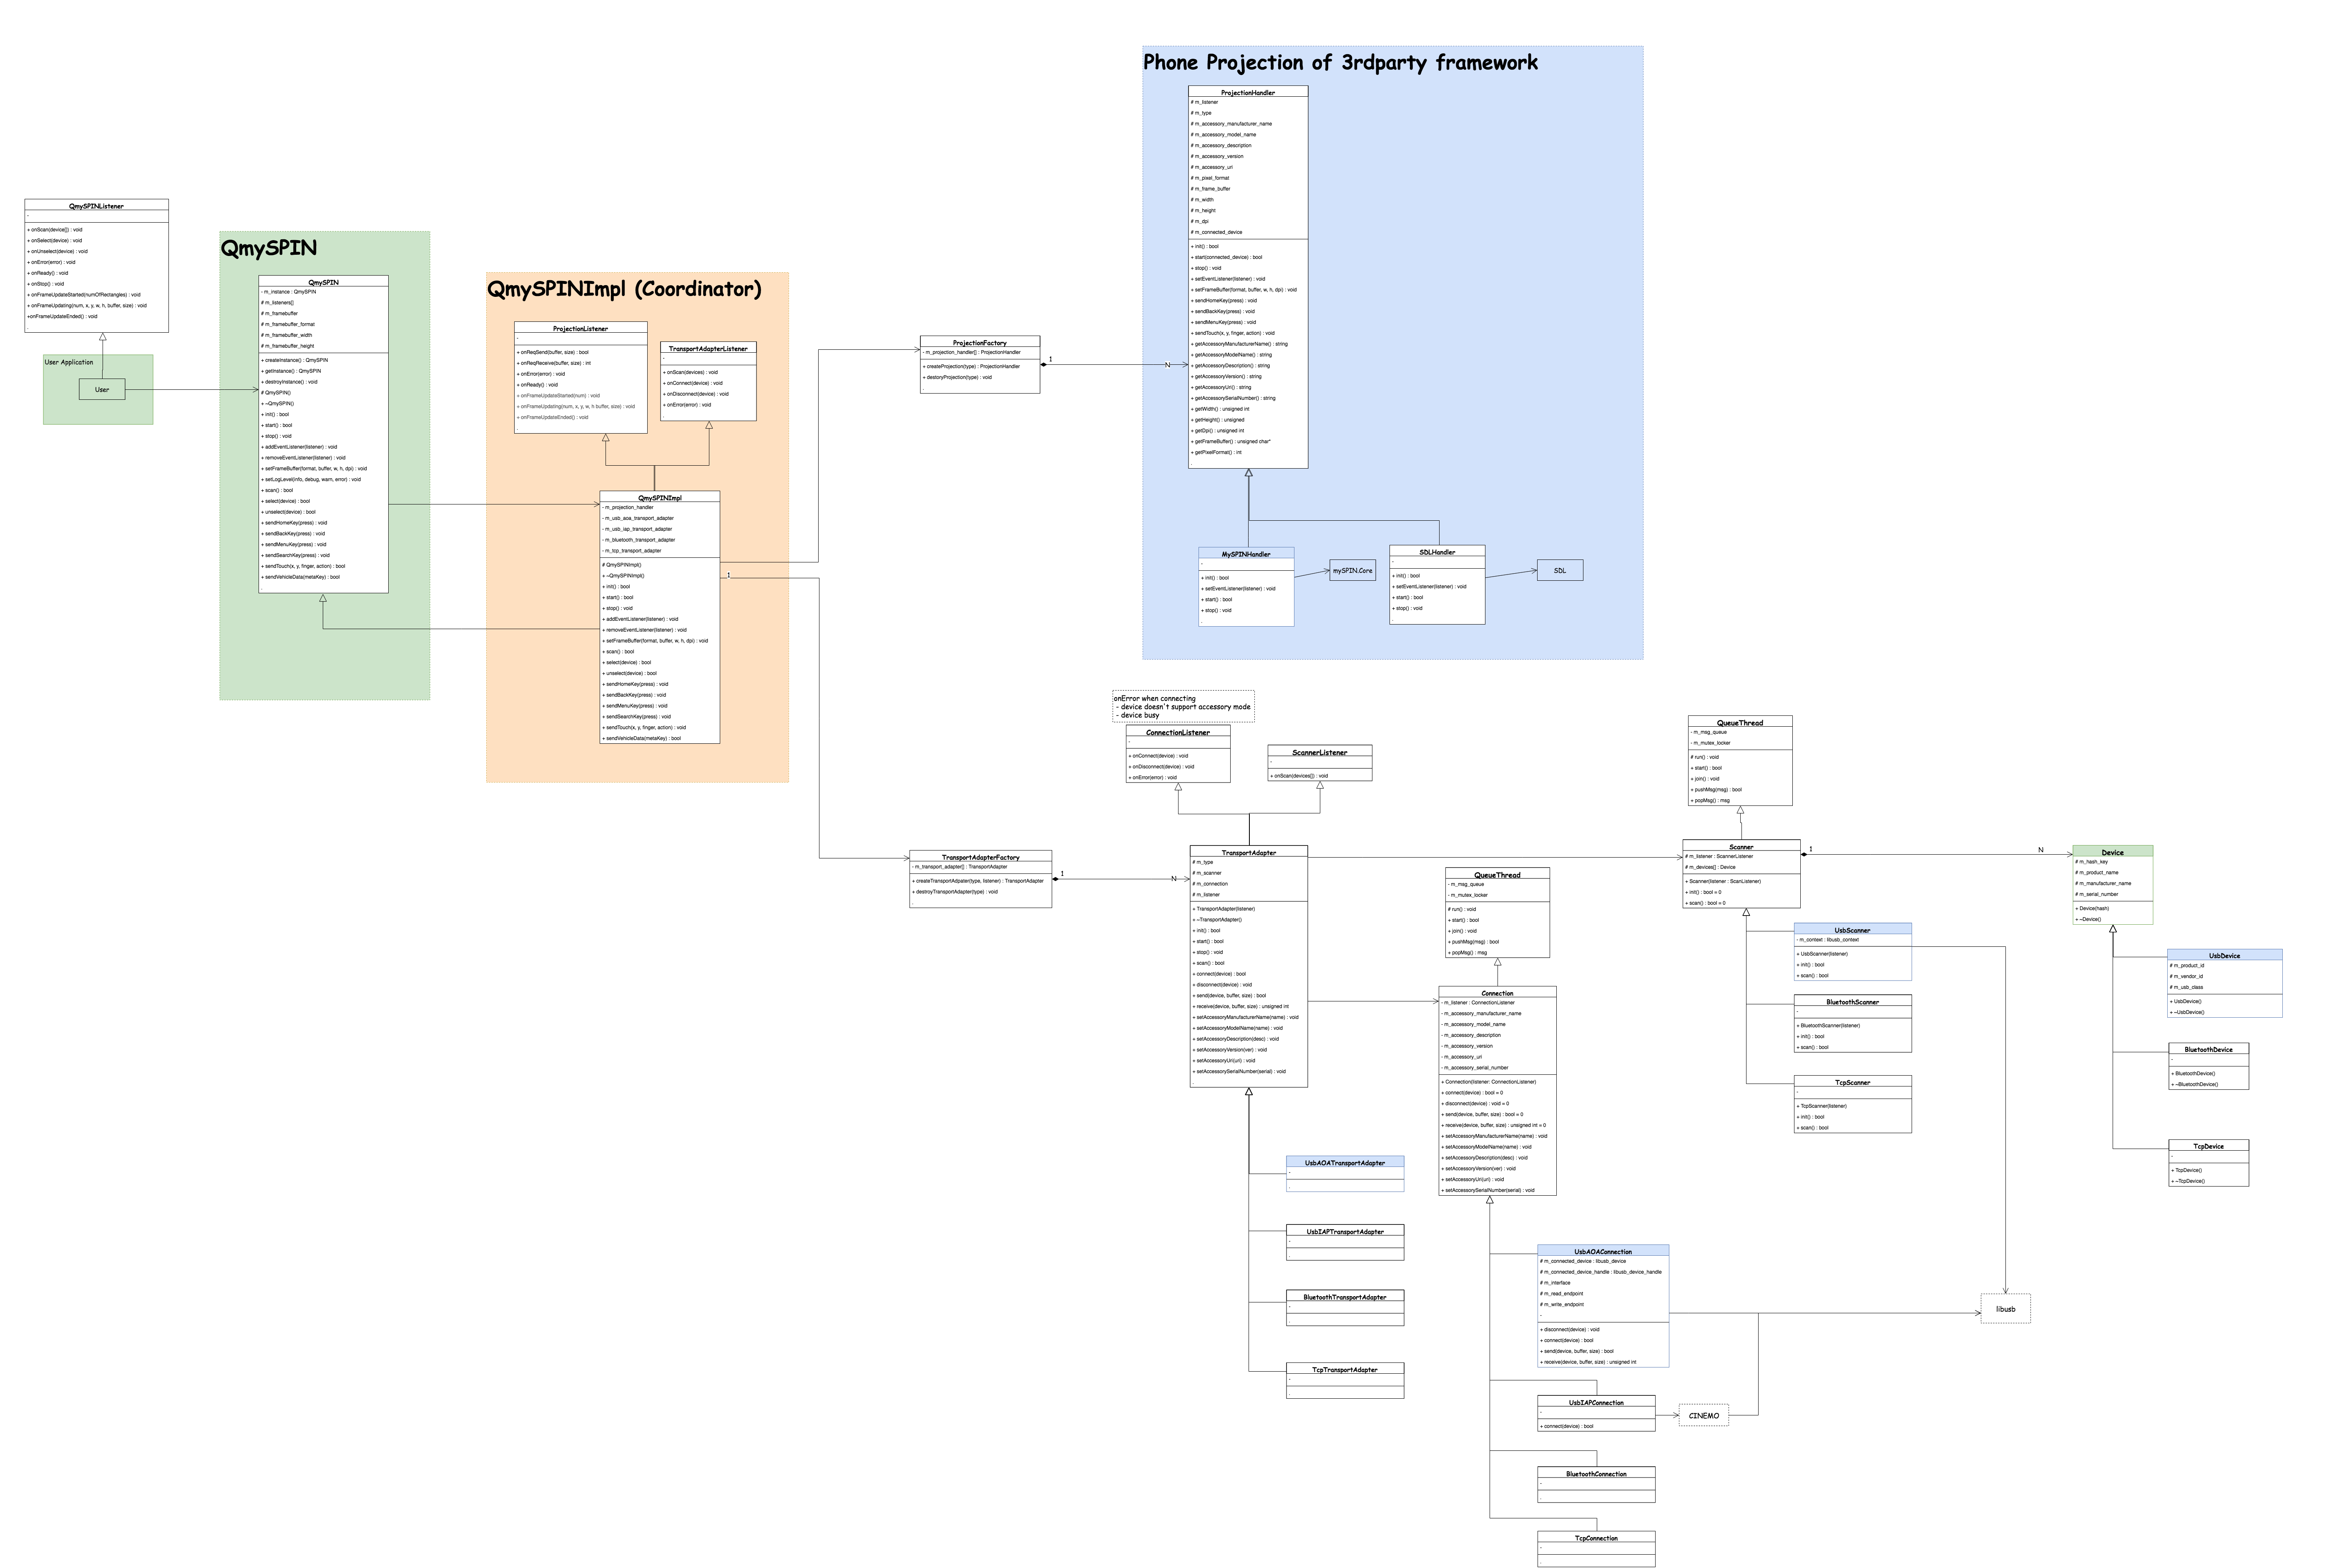 Phone Projection of 3rdparty framework
ProjectionHandler
# m_listener
# m_type
# m_accessory_manufacturer_name
# m_accessory_model_name
# m_accessory_description
# m_accessory_version
# m_accessory_uri
# m_pixel_format
# m_frame_buffer
# m_width
# m_height
# m_dpi
# m_connected_device
+ init() : bool
+ start(connected_device) : bool
+ stop() : void
+ setEventListener(listener) : void
+ setFrameBuffer(format, buffer, w, h, dpi) : void
+ sendHomeKey(press) : void
+ sendBackKey(press) : void
+ sendMenuKey(press) : void
+ sendTouch(x, y, finger, action) : void
+ getAccessoryManufacturerName() : string
+ getAccessoryModelName() : string
+ getAccessoryDescription() : string
+ getAccessoryVersion() : string
+ getAccessoryUri() : string
+ getAccessorySerialNumber() : string
+ getWidth() : unsigned int
+ getHeight() : unsigned
+ getDpi() : unsigned int
+ getFrameBuffer() : unsigned char*
+ getPixelFormat() : int
.
MySPINHandler
-
+ init() : bool
+ setEventListener(listener) : void
+ start() : bool
+ stop() : void
.
mySPIN.Core
SDLHandler
-
+ init() : bool
+ setEventListener(listener) : void
+ start() : bool
+ stop() : void
.
SDL
QmySPINListener
-
+ onScan(device[]) : void
+ onSelect(device) : void
+ onUnselect(device) : void
+ onError(error) : void
+ onReady() : void
+ onStop() : void
+ onFrameUpdateStarted(numOfRectangles) : void
+ onFrameUpdating(num, x, y, w, h, buffer, size) : void
+onFrameUpdateEnded() : void
.
User Application
User
QmySPIN
QmySPIN
- m_instance : QmySPIN
# m_listeners[]
# m_framebuffer
# m_framebuffer_format
# m_framebuffer_width
# m_framebuffer_height
+ createInstance() : QmySPIN
+ getInstance() : QmySPIN
+ destroyInstance() : void
# QmySPIN()
+ ~QmySPIN()
+ init() : bool
+ start() : bool
+ stop() : void
+ addEventListener(listener) : void
+ removeEventListener(listener) : void
+ setFrameBuffer(format, buffer, w, h, dpi) : void
+ setLogLevel(info, debug, warn, error) : void
+ scan() : bool
+ select(device) : bool
+ unselect(device) : bool
+ sendHomeKey(press) : void
+ sendBackKey(press) : void
+ sendMenuKey(press) : void
+ sendSearchKey(press) : void
+ sendTouch(x, y, finger, action) : bool
+ sendVehicleData(metaKey) : bool
QmySPINImpl (Coordinator)
ProjectionListener
-
+ onReqSend(buffer, size) : bool
+ onReqReceive(buffer, size) : int
+ onError(error) : void
+ onReady() : void
+ onFrameUpdateStarted(num) : void
+ onFrameUpdating(num, x, y, w, h buffer, size) : void
+ onFrameUpdateEnded() : void
.
TransportAdapterListener
-
+ onScan(devices) : void
+ onConnect(device) : void
+ onDisconnect(device) : void
+ onError(error) : void
.
QmySPINImpl
- m_projection_handler
- m_usb_aoa_transport_adapter
- m_usb_iap_transport_adapter
- m_bluetooth_transport_adapter
- m_tcp_transport_adapter
# QmySPINImpl()
+ ~QmySPINImpl()
+ init() : bool
+ start() : bool
+ stop() : void
+ addEventListener(listener) : void
+ removeEventListener(listener) : void
+ setFrameBuffer(format, buffer, w, h, dpi) : void
+ scan() : bool
+ select(device) : bool
+ unselect(device) : bool
+ sendHomeKey(press) : void
+ sendBackKey(press) : void
+ sendMenuKey(press) : void
+ sendSearchKey(press) : void
+ sendTouch(x, y, finger, action) : void
+ sendVehicleData(metaKey) : bool
1
ProjectionFactory
- m_projection_handler[] : ProjectionHandler
+ createProjection(type) : ProjectionHandler
+ destoryProjection(type) : void
.
1
N
onError when connecting
- device doesn't support accessory mode
- device busy
ConnectionListener
-
+ onConnect(device) : void
+ onDisconnect(device) : void
+ onError(error) : void
ScannerListener
-
+ onScan(devices[]) : void
TransportAdapterFactory
- m_transport_adapter[] : TransportAdapter
+ createTransportAdpater(type, listener) : TransportAdapter
+ destroyTransportAdapter(type) : void
.
1
N
TransportAdapter
# m_type
# m_scanner
# m_connection
# m_listener
+ TransportAdapter(listener)
+ ~TransportAdapter()
+ init() : bool
+ start() : bool
+ stop() : void
+ scan() : bool
+ connect(device) : bool
+ disconnect(device) : void
+ send(device, buffer, size) : bool
+ receive(device, buffer, size) : unsigned int
+ setAccessoryManufacturerName(name) : void
+ setAccessoryModelName(name) : void
+ setAccessoryDescription(desc) : void
+ setAccessoryVersion(ver) : void
+ setAccessoryUri(uri) : void
+ setAccessorySerialNumber(serial) : void
.
UsbAOATransportAdapter
-
.
UsbIAPTransportAdapter
-
.
BluetoothTransportAdapter
-
.
TcpTransportAdapter
-
.
QueueThread
- m_msg_queue
- m_mutex_locker
# run() : void
+ start() : bool
+ join() : void
+ pushMsg(msg) : bool
+ popMsg() : msg
Connection
- m_listener : ConnectionListener
- m_accessory_manufacturer_name
- m_accessory_model_name
- m_accessory_description
- m_accessory_version
- m_accessory_uri
- m_accessory_serial_number
+ Connection(listener: ConnectionListener)
+ connect(device) : bool = 0
+ disconnect(device) : void = 0
+ send(device, buffer, size) : bool = 0
+ receive(device, buffer, size) : unsigned int = 0
+ setAccessoryManufacturerName(name) : void
+ setAccessoryModelName(name) : void
+ setAccessoryDescription(desc) : void
+ setAccessoryVersion(ver) : void
+ setAccessoryUri(uri) : void
+ setAccessorySerialNumber(serial) : void
UsbAOAConnection
# m_connected_device : libusb_device
# m_connected_device_handle : libusb_device_handle
# m_interface
# m_read_endpoint
# m_write_endpoint
-
+ disconnect(device) : void
+ connect(device) : bool
+ send(device, buffer, size) : bool
+ receive(device, buffer, size) : unsigned int
UsbIAPConnection
-
+ connect(device) : bool
CINEMO
BluetoothConnection
-
.
TcpConnection
-
.
QueueThread
- m_msg_queue
- m_mutex_locker
# run() : void
+ start() : bool
+ join() : void
+ pushMsg(msg) : bool
+ popMsg() : msg
Scanner
# m_listener : ScannerListener
# m_devices[] : Device
+ Scanner(listener : ScanListener)
+ init() : bool = 0
+ scan() : bool = 0
1
N
UsbScanner
- m_context : libusb_context
+ UsbScanner(listener)
+ init() : bool
+ scan() : bool
BluetoothScanner
-
+ BluetoothScanner(listener)
+ init() : bool
+ scan() : bool
TcpScanner
-
+ TcpScanner(listener)
+ init() : bool
+ scan() : bool
libusb
Device
# m_hash_key
# m_product_name
# m_manufacturer_name
# m_serial_number
+ Device(hash)
+ ~Device()
UsbDevice
# m_product_id
# m_vendor_id
# m_usb_class
+ UsbDevice()
+ ~UsbDevice()
BluetoothDevice
-
+ BluetoothDevice()
+ ~BluetoothDevice()
TcpDevice
-
+ TcpDevice()
+ ~TcpDevice()